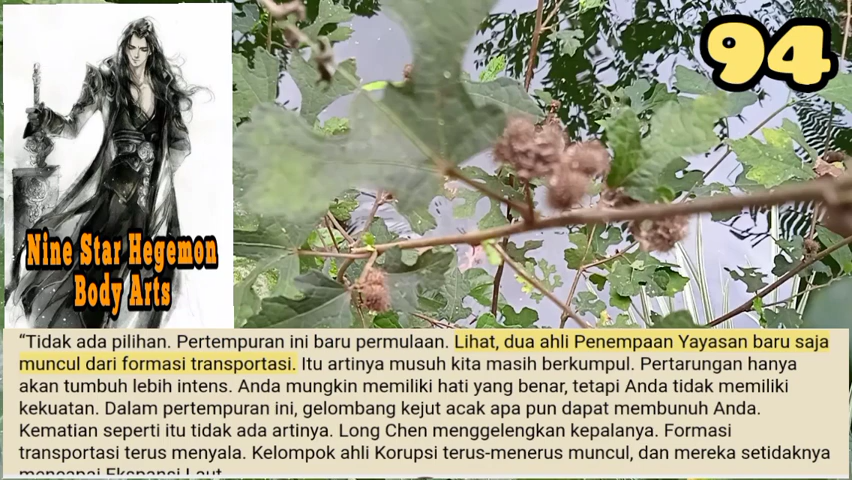 94
Nine Star Hegemon
Body Arts
“Tidak ada pilihan. Pertempuran ini baru permulaan. Lihat, dua ahli Penempaan Yayasan baru saja
muncul dari formasi transportasi. Itu artinya musuh kita masih berkumpul. Pertarungan hanya
akan tumbuh lebih intens. Anda mungkin memiliki hati yang benar, tetapi Anda tidak memiliki
kekuatan. Dalam pertempuran ini, gelombang kejut acak apa pun dapat membunuh Anda.
Kematian seperti itu tidak ada artinya. Long Chen menggelengkan kepalanya. Formasi
transportasi terus menyala. Kelompok ahli Korupsi terus-menerus muncul, dan mereka setidaknya
mencapai Ekspansi Laut